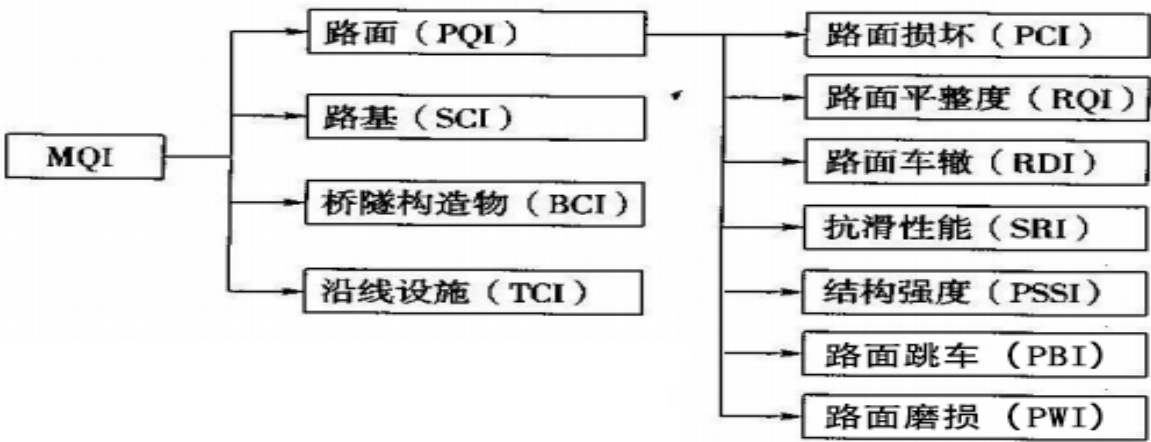 MQI
路面（PQI）
路基（SCI）
桥隧构造物（BCI）
沿线设施（TCI）
路面损坏（PCI）
路面平整度（RQI）
路面车辙（RDI）
抗滑性能（SRI）
结构强度（PSSI）
路面跳车（PBI）
路面磨损（PWI）